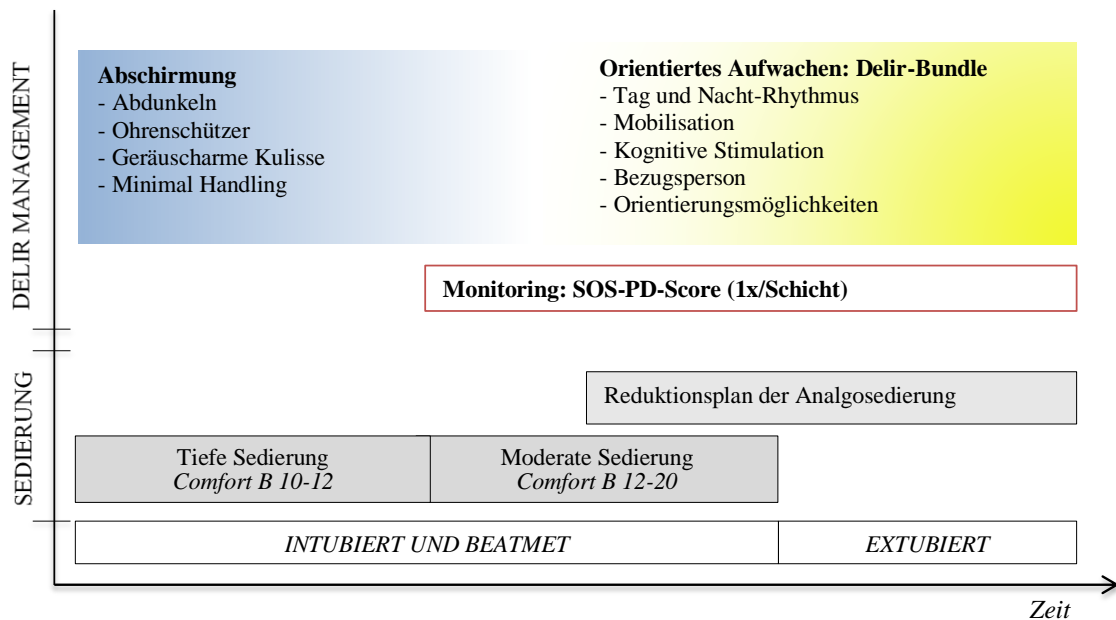 DELIR MANAGEMENT
Abschirmung
- Abdunkeln
- Ohrenschützer
- Geräuscharme Kulisse
- Minimal Handling
Orientiertes Aufwachen: Delir-Bundle
- Tag und Nacht-Rhythmus
- Mobilisation
- Kognitive Stimulation
- Bezugsperson
- Orientierungsmöglichkeiten
Monitoring: SOS-PD-Score (1x/Schicht)
SEDIERUNG
Reduktionsplan der Analgosedierung
Tiefe Sedierung
Comfort B 10-12
Moderate Sedierung
Comfort B 12-20
INTUBIERT UND BEATMET
EXTUBIERT
Zeit